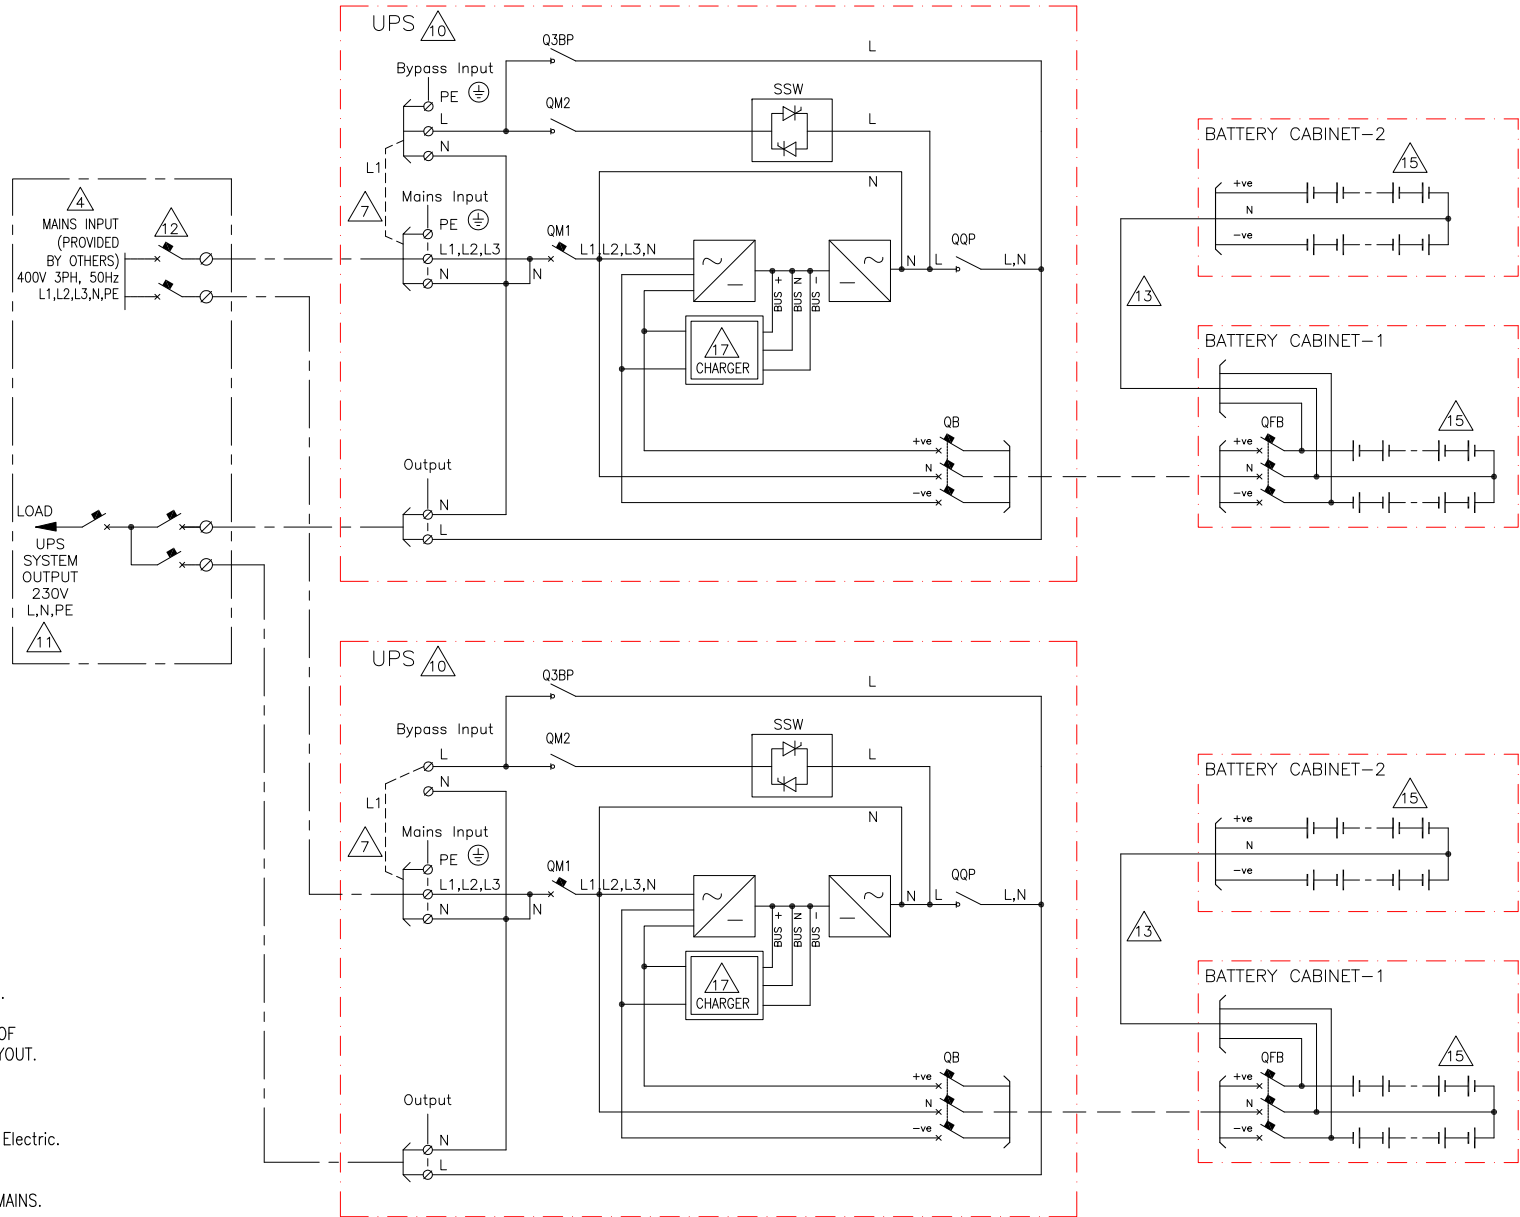 UPS 10
Q3BP
L
Bypass Input
PE
SSW
QM2
L
L
N
L1
N
BATTERY CABINET-2
15
+ve
N
-ve
4
MAINS INPUT
(PROVIDED
BY OTHERS)
400V 3PH, 50Hz
L1,L2,L3,N,PE
12
7
Mains Input
PE
L1,L2,L3
N
N
QM1
L1,L2,L3,N
BUS +
BUS N
BUS -
N
L
QQP
L,N
17
CHARGER
13
BATTERY CABINET-1
15
QFB
+ve
N
-ve
QB
+ve
N
-ve
Output
N
L
LOAD
UPS
SYSTEM
OUTPUT
230V
L,N,PE
11
UPS 10
Q3BP
L
Bypass Input
SSW
QM2
L
L
N
L1
N
BATTERY CABINET-2
15
+ve
N
-ve
7
Mains Input
PE
L1,L2,L3
N
N
QM1
L1,L2,L3,N
BUS +
BUS N
BUS -
N
L
QQP
L,N
17
CHARGER
13
BATTERY CABINET-1
15
QFB
+ve
N
-ve
QB
+ve
N
-ve
Output
N
L
.
OF
YOUT.
Electric.
MAINS.